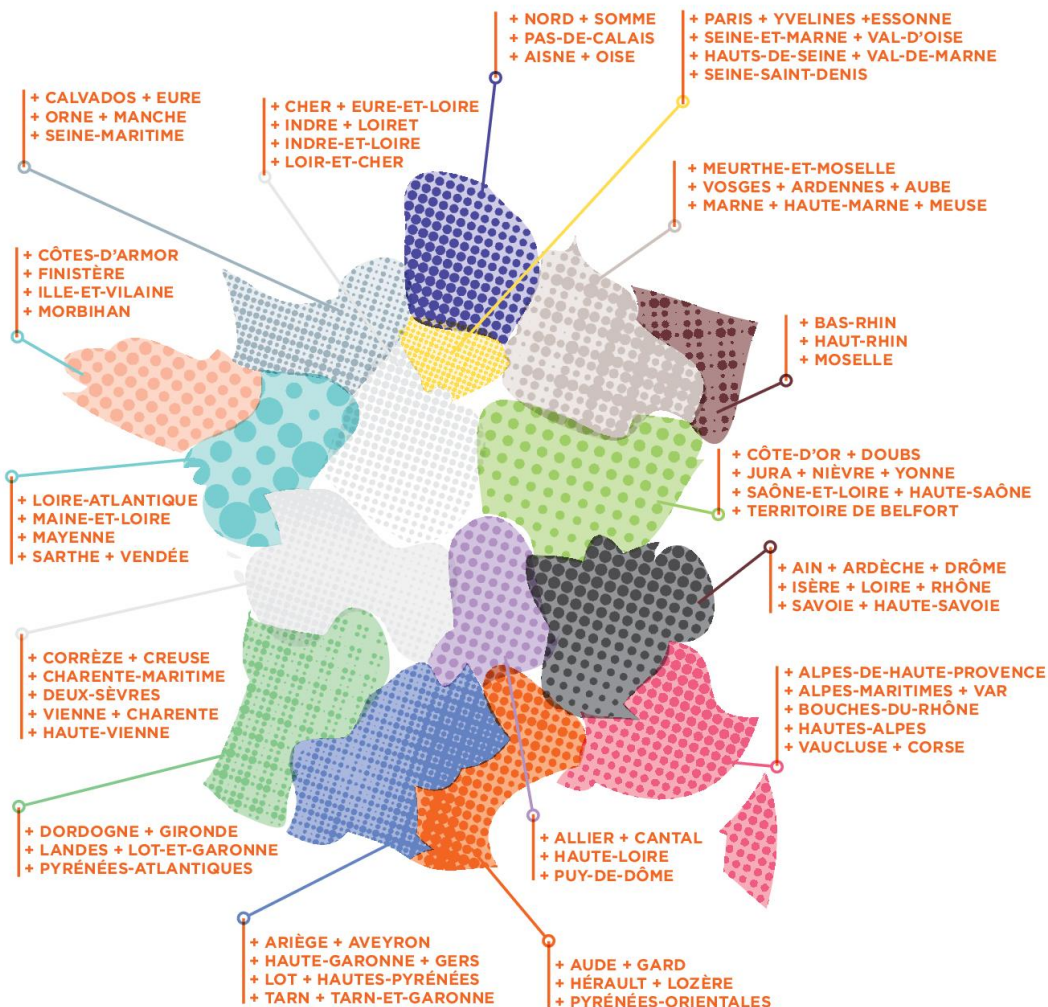 + NORD + SOMME
+ PAS-DE-CALAIS
+ AISNE + OISE
+ PARIS + YVELINES +ESSONNE
+ SEINE-ET-MARNE + VAL-D'OISE
+ HAUTS-DE-SEINE + VAL-DE-MARNE
+ SEINE-SAINT-DENIS
+ CALVADOS + EURE
+ ORNE + MANCHE
+ SEINE-MARITIME
+ CHER + EURE-ET-LOIRE
+ INDRE + LOIRET
+ INDRE-ET-LOIRE
+ LOIR-ET-CHER
+ MEURTHE-ET-MOSELLE
+ VOSGES + ARDENNES + AUBE
+ MARNE + HAUTE-MARNE + MEUSE
+ CÔTES-D'ARMOR
+ FINISTÈRE
+ ILLE-ET-VILAINE
+ MORBIHAN
+ BAS-RHIN
+ HAUT-RHIN
+ MOSELLE
+ CÔTE-D'OR + DOUBS
+ JURA + NIÈVRE + YONNE
+ SAÔNE-ET-LOIRE + HAUTE-SAÔNE
+ TERRITOIRE DE BELFORT
+ LOIRE-ATLANTIQUE
+ MAINE-ET-LOIRE
+ MAYENNE
+ SARTHE + VENDÉE
+ AIN + ARDÈCHE + DRÔME
+ ISÈRE + LOIRE + RHÔNE
+ SAVOIE + HAUTE-SAVOIE
+ CORRÈZE + CREUSE
+ CHARENTE-MARITIME
+ DEUX-SÈVRES
+ VIENNE + CHARENTE
+ HAUTE-VIENNE
+ ALPES-DE-HAUTE-PROVENCE
+ ALPES-MARITIMES + VAR
+ BOUCHES-DU-RHÔNE
+ HAUTES-ALPES
+ VAUCLUSE + CORSE
+ DORDOGNE + GIRONDE
+ LANDES + LOT-ET-GARONNE
+ PYRÉNÉES-ATLANTIQUES
+ ALLIER + CANTAL
+ HAUTE-LOIRE
+ PUY-DE-DÔME
+ ARIÈGE + AVEYRON
+ HAUTE-GARONNE + GERS
+ LOT + HAUTES-PYRÉNÉES
+ TARN + TARN-ET-GARONNE
+ AUDE + GARD
+ HÉRAULT + LOZÈRE
+ PYRÉNÉES-ORIENTALES